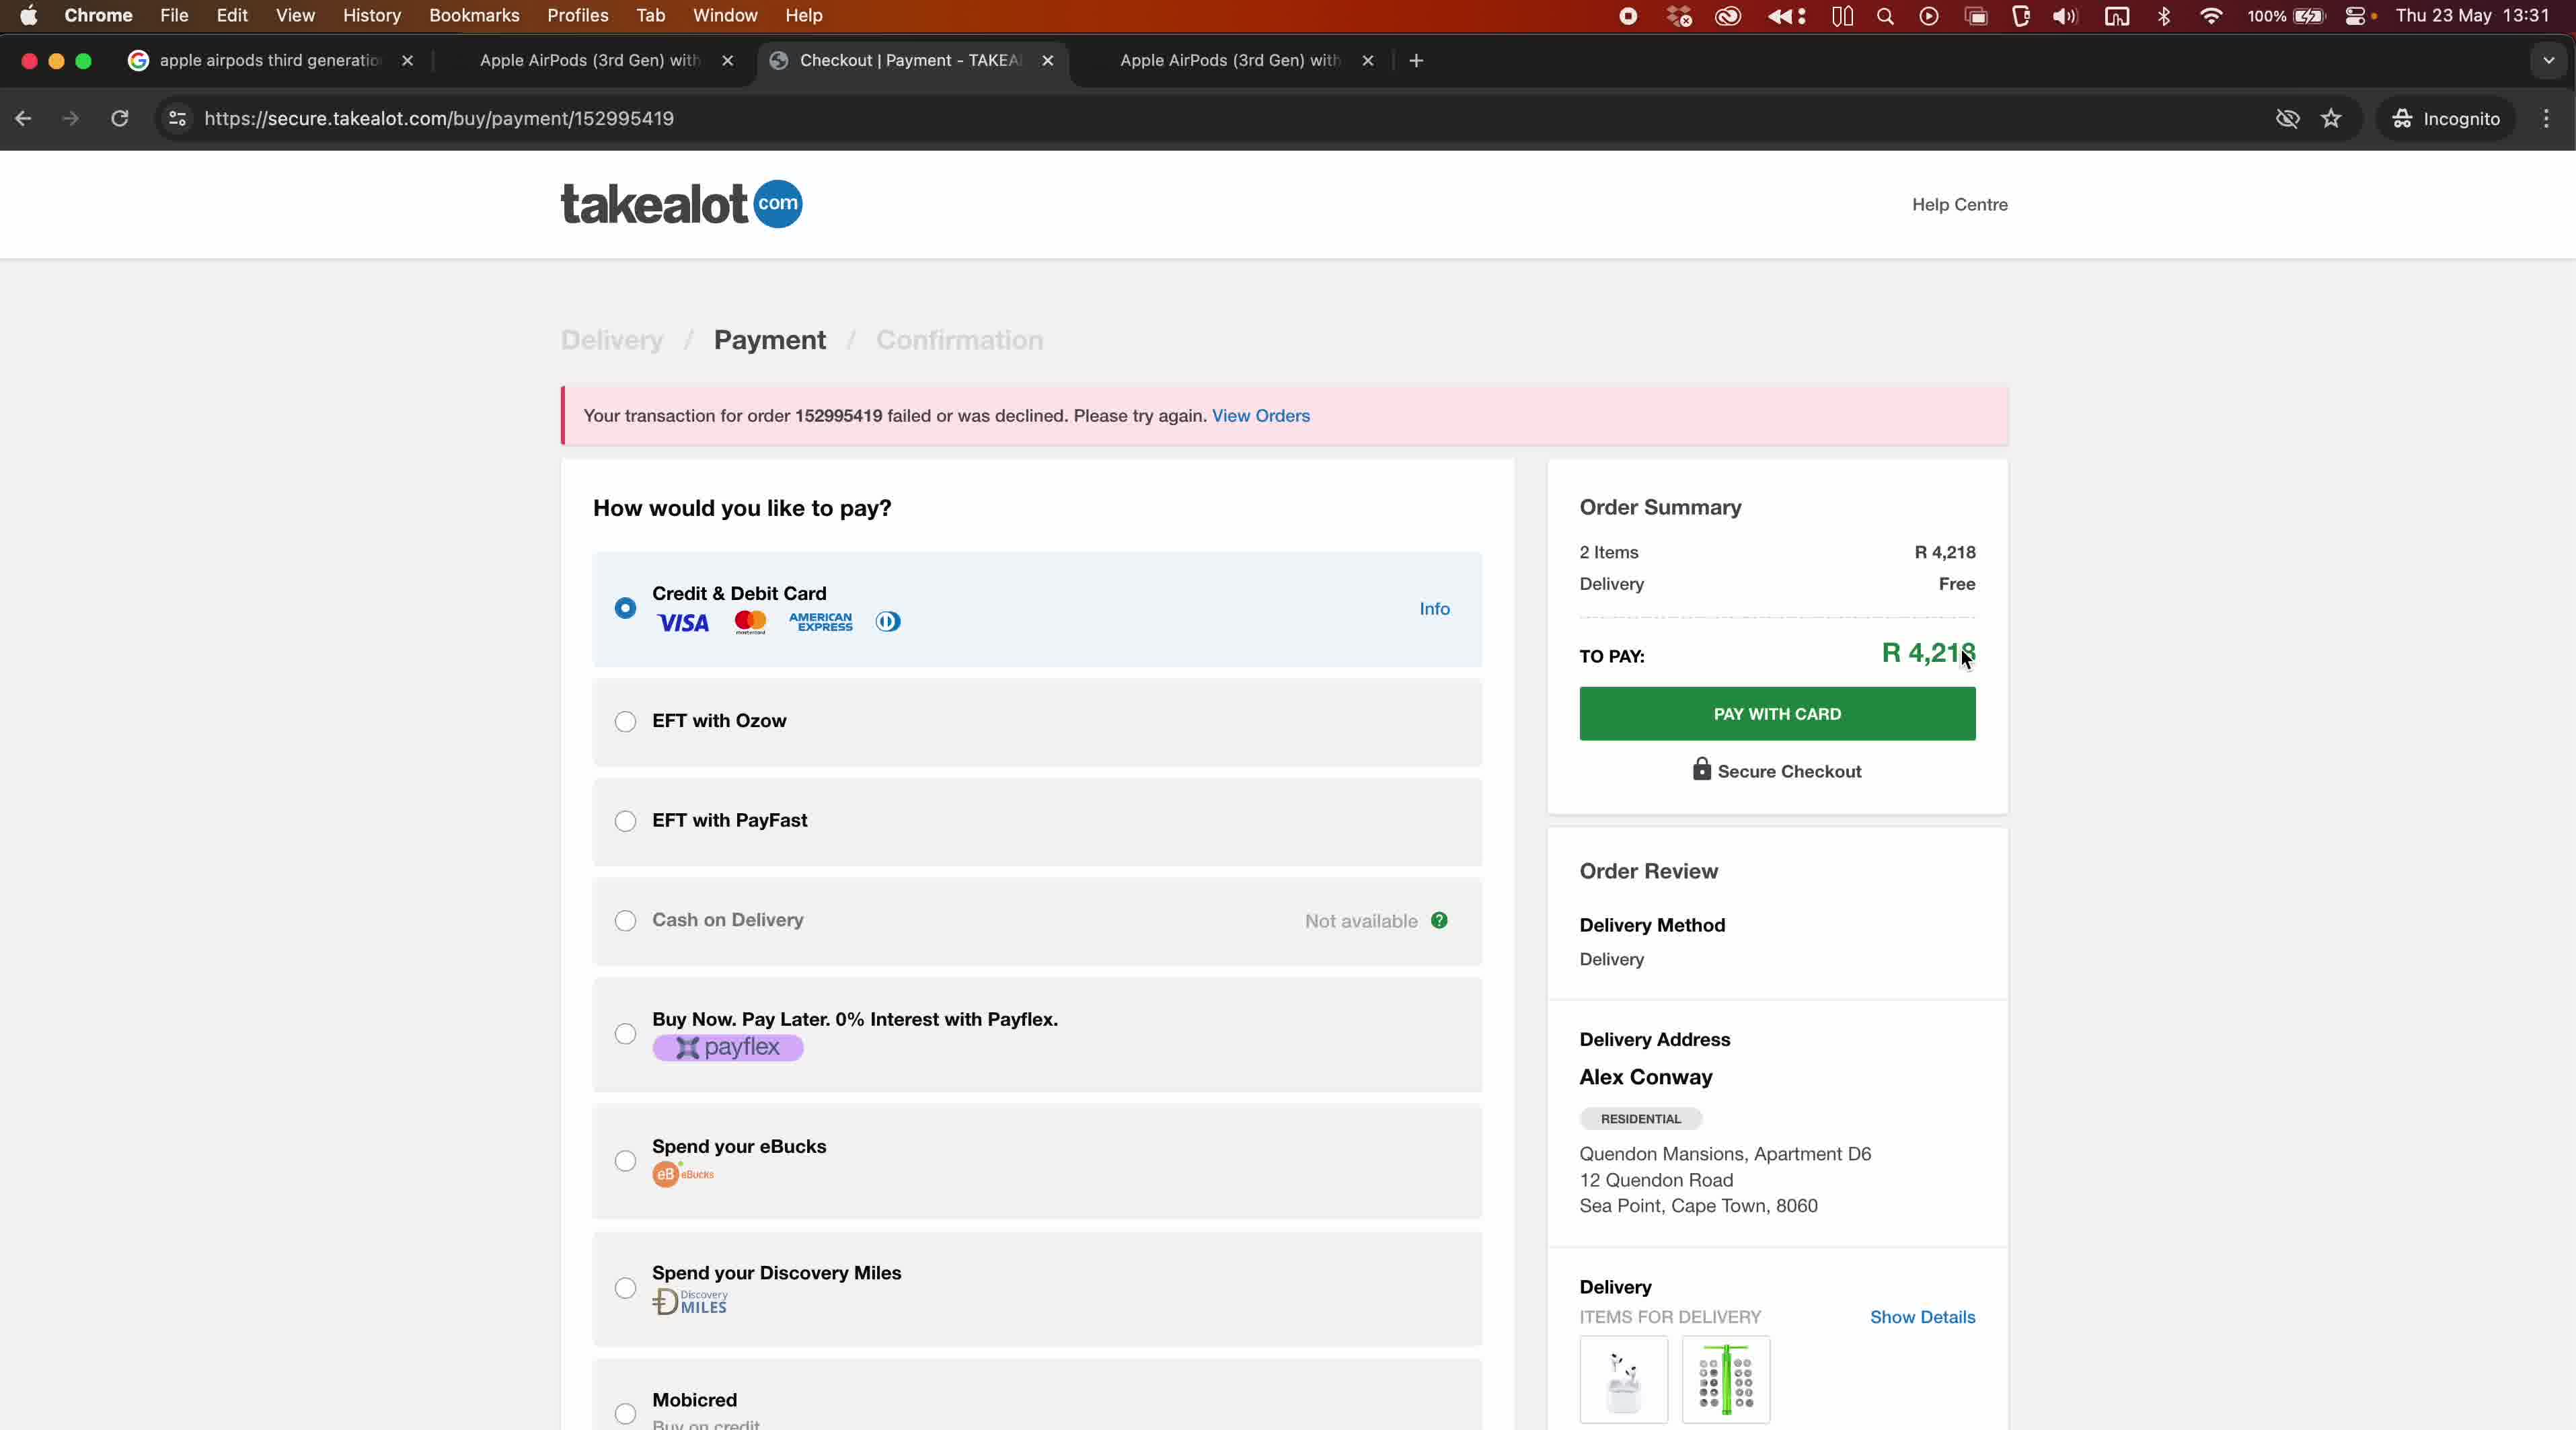 Chrome File Edit View History Bookmarks Profiles Tab Window Help 100% Thu 23 May 13:31
apple airpods third generatio Apple AirPods (3rd Gen) with Checkout | Payment - TAKEA Apple AirPods (3rd Gen) with
https://secure.takealot.com/buy/payment/152995419 Incognito
takealot com
Help Centre
Delivery / Payment / Confirmation
Your transaction for order 152995419 failed or was declined. Please try again. View Orders
How would you like to pay?
Credit & Debit Card
VISA mastercard AMERICAN EXPRESS
Info
EFT with Ozow
EFT with PayFast
Cash on Delivery
Not available ?
Buy Now. Pay Later. 0% Interest with Payflex.
payflex
Spend your eBucks
eB eBucks
Spend your Discovery Miles
Discovery
MILES
Mobicred
Buy on credit
Order Summary
2 Items R 4,218
Delivery Free
TO PAY: R 4,218
PAY WITH CARD
Secure Checkout
Order Review
Delivery Method
Delivery
Delivery Address
Alex Conway
RESIDENTIAL
Quendon Mansions, Apartment D6
12 Quendon Road
Sea Point, Cape Town, 8060
Delivery
ITEMS FOR DELIVERY Show Details